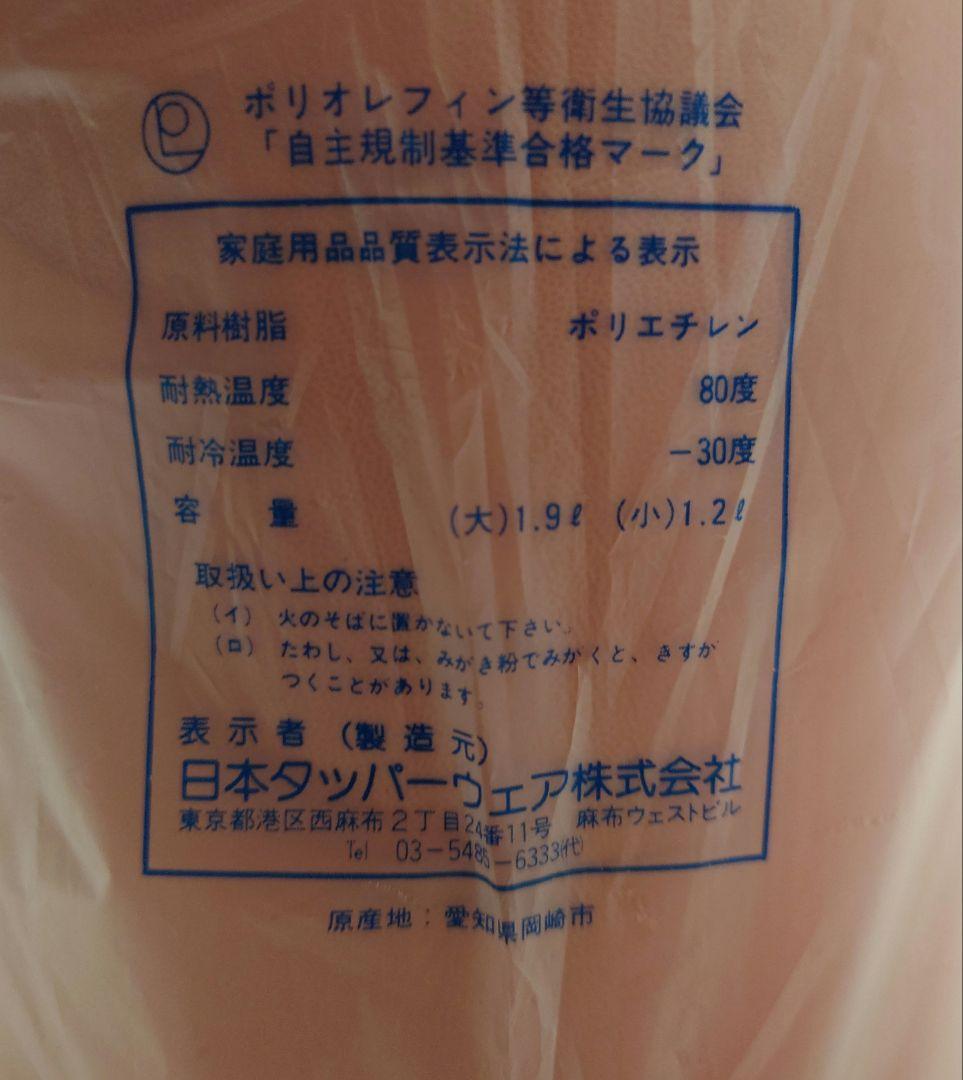 ポリオレフィン等衛生協議会
「自主規制基準合格マーク」
家庭用品品質表示法による表示
原料樹脂 ポリエチレン
耐熱温度 80度
耐冷温度 −30度
容量 (大)1.9ℓ (小)1.2ℓ
取扱い上の注意
(イ) 火のそばに置かないて下さい。
(ロ) たわし、又は、みがき粉でみがくと、きずが
つくことがあります。
表示者(製造元)
日本タッパーウェア株式会社
東京都港区西麻布2丁目24番11号 麻布ウェストビル
Tel 03−5485−6333(代)
原産地：愛知県岡崎市